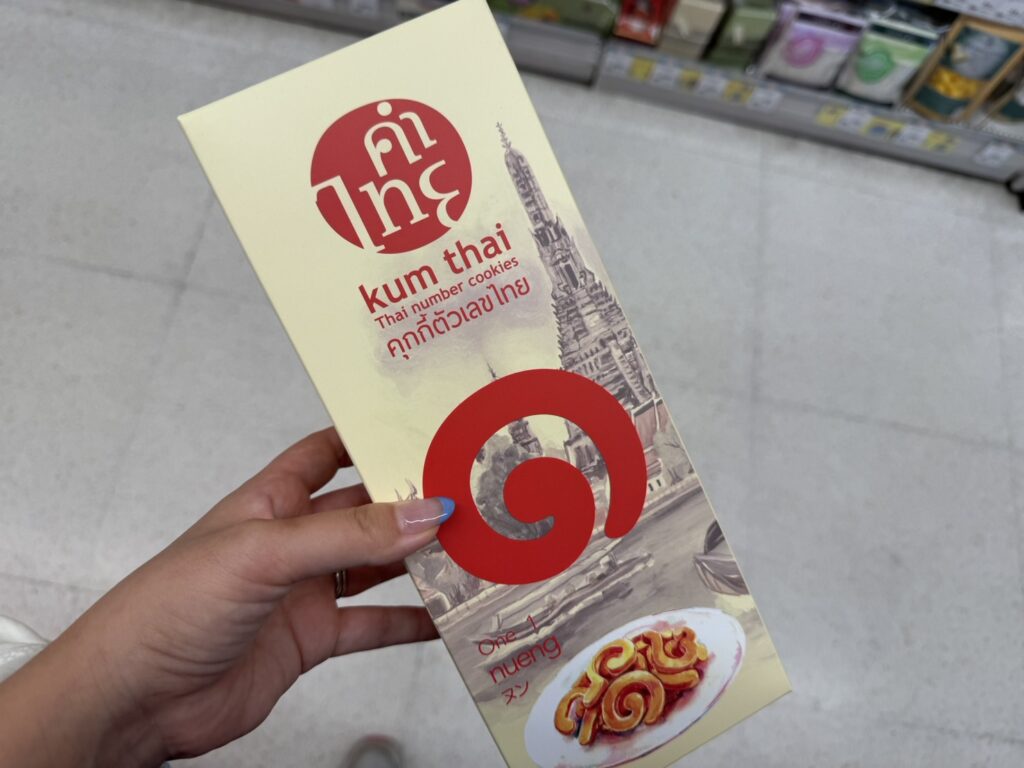 คำ
ไทย
kum thai
Thai number cookies
คุกกี้ตัวเลขไทย
๑
One 1
nueng
ヌン